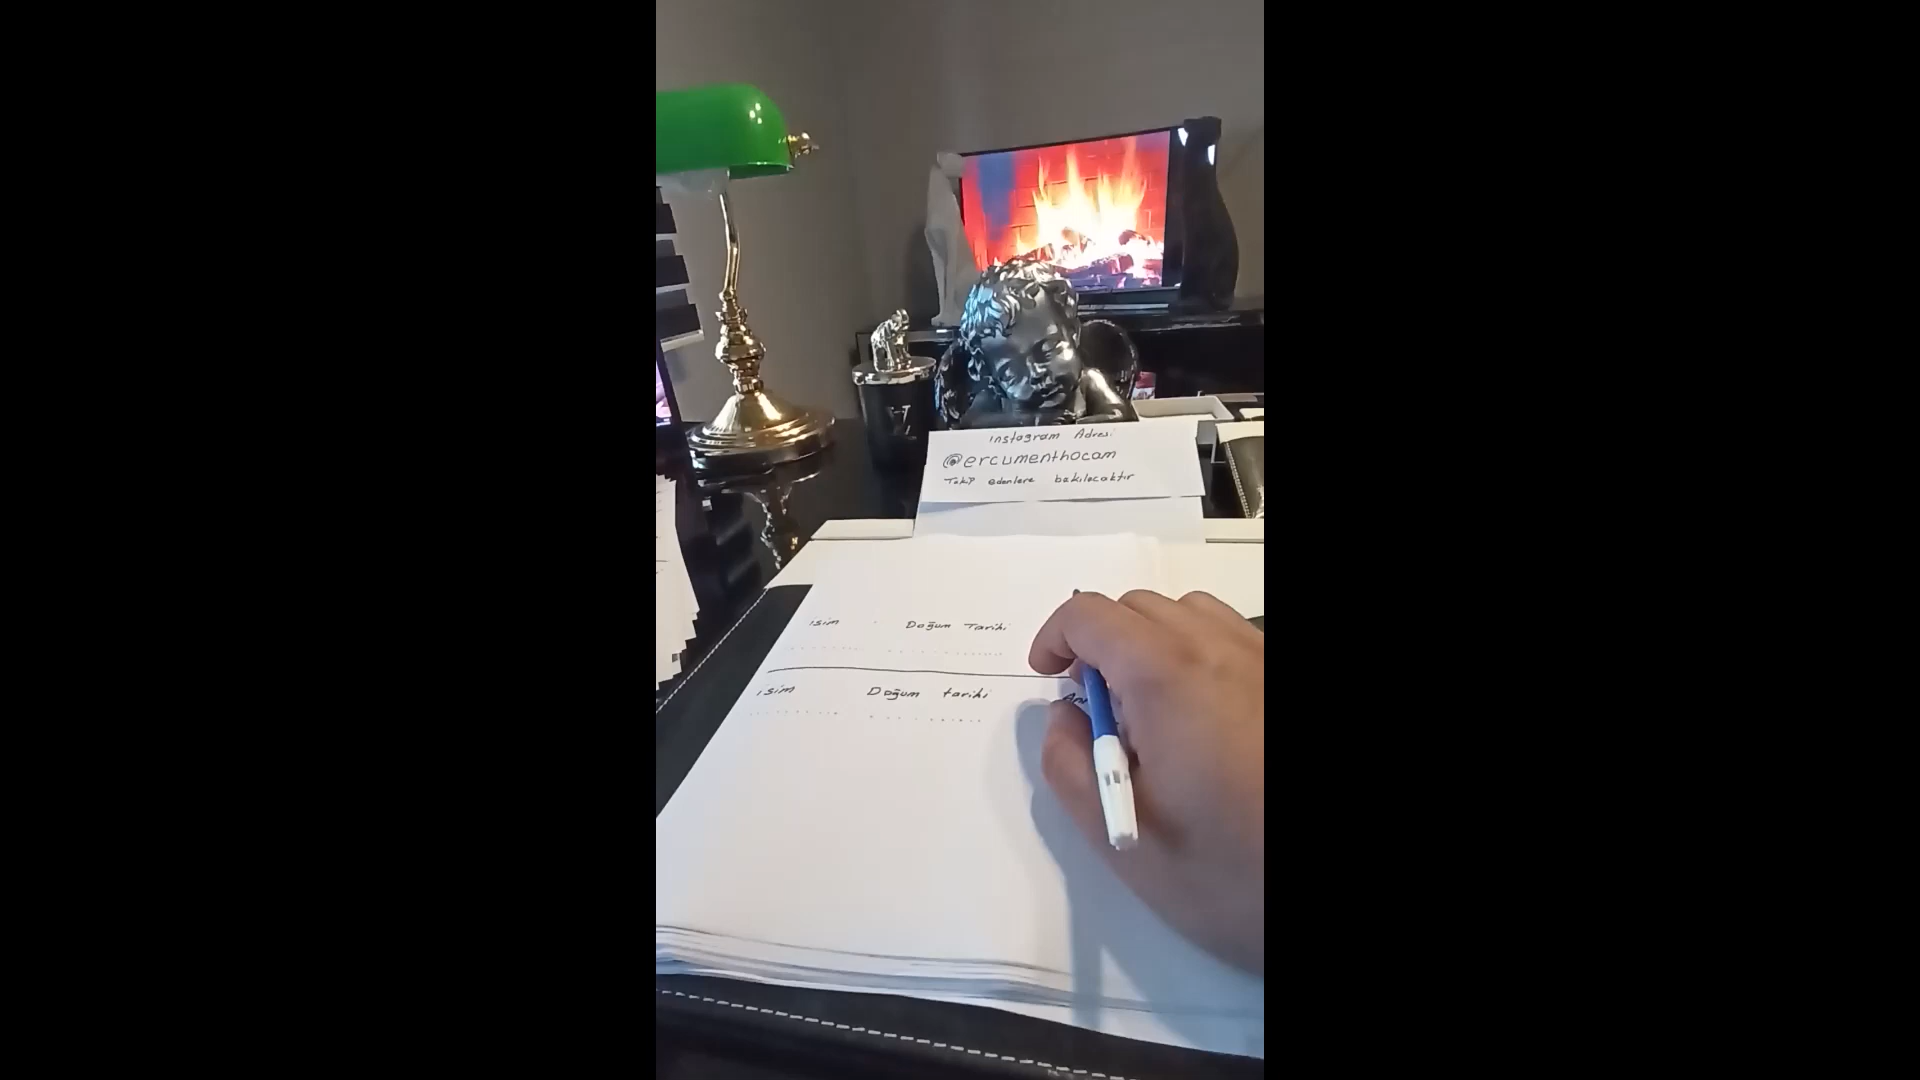 instagram Adresi
@ercumenthocam
Takip edenlere bakılacaktır
isim Doğum Tarihi
isim Doğum tarihi